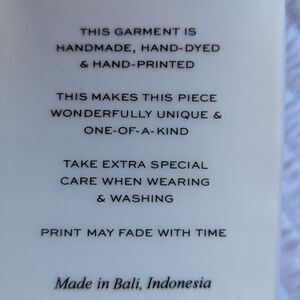 THIS GARMENT IS
HANDMADE, HAND-DYED
& HAND-PRINTED
THIS MAKES THIS PIECE
WONDERFULLY UNIQUE &
ONE-OF-A-KIND
TAKE EXTRA SPECIAL
CARE WHEN WEARING
& WASHING
PRINT MAY FADE WITH TIME
Made in Bali, Indonesia